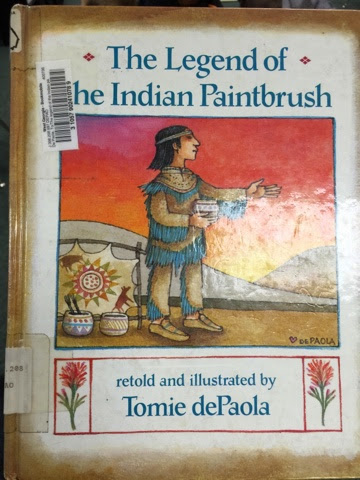 The Legend of
he Indian Paintbrush
DEPAOLA
retold and illustrated by
Tomie dePaola